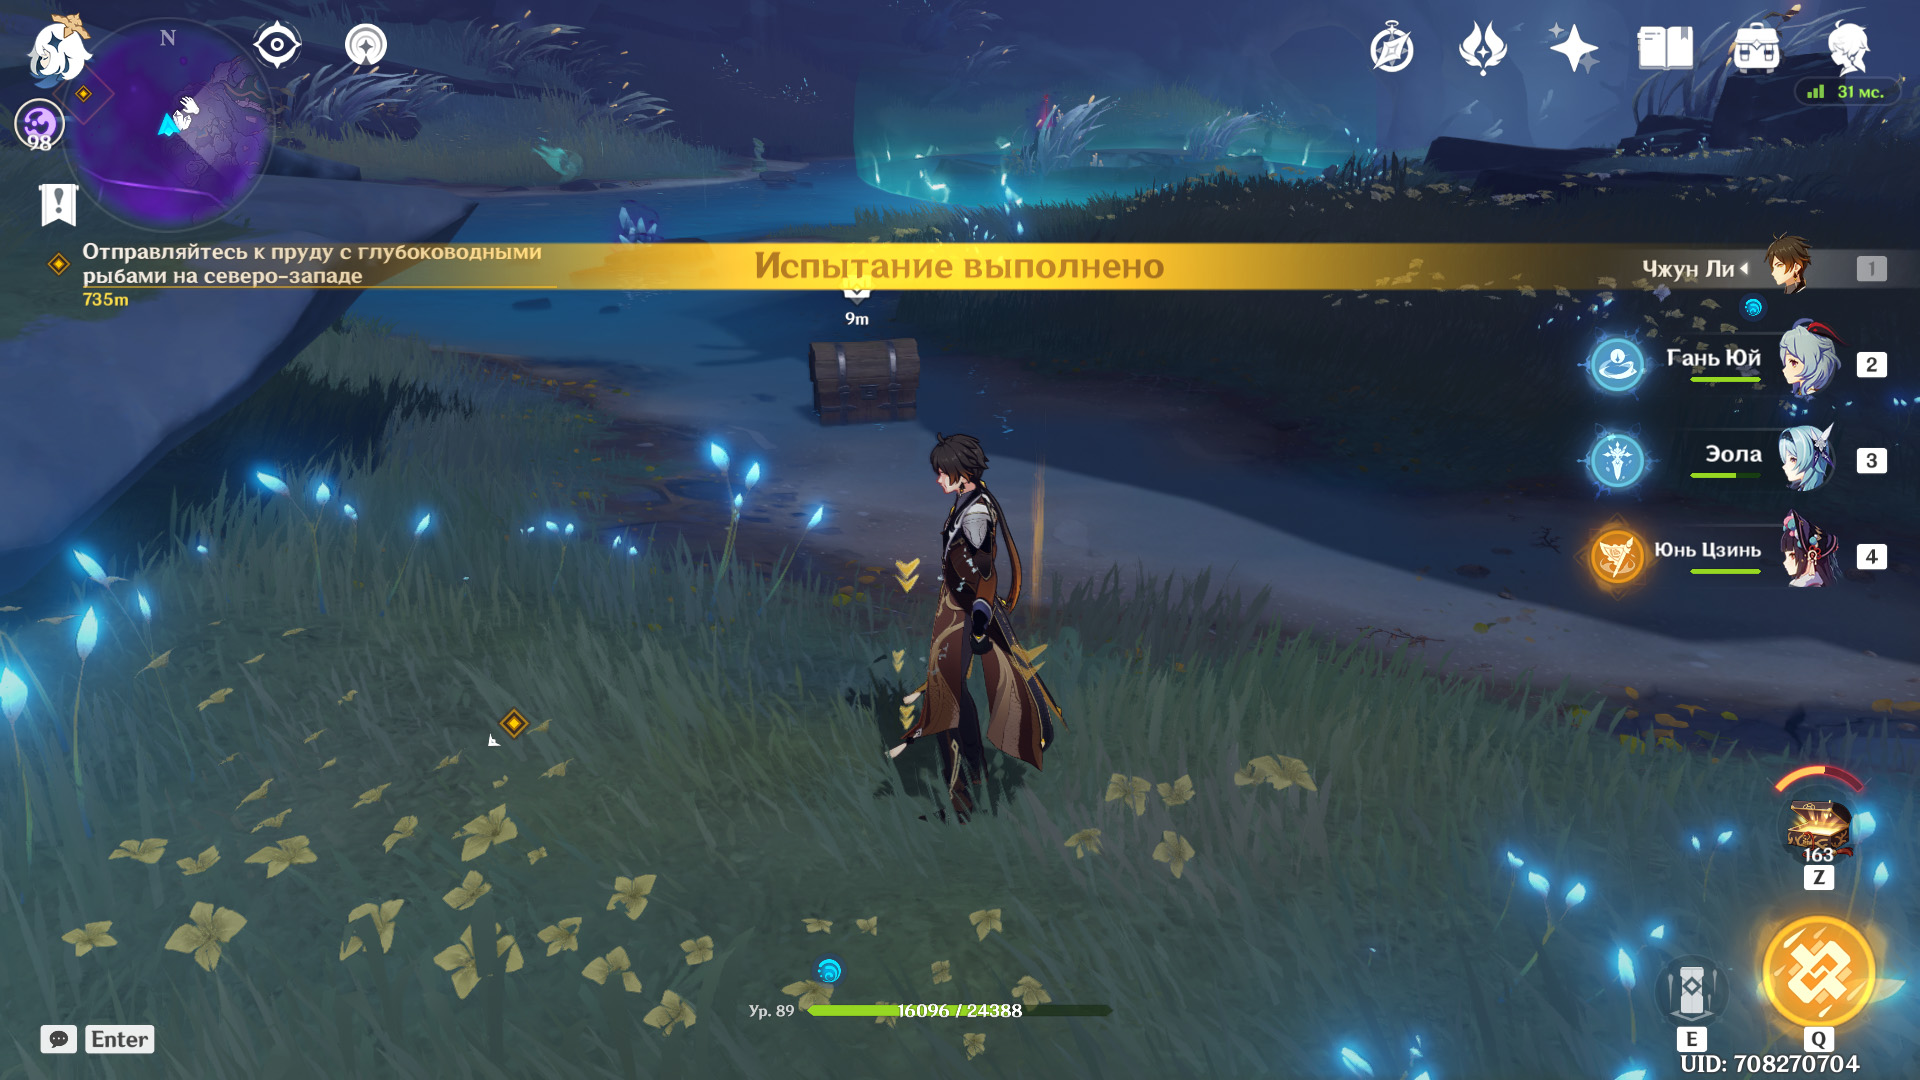 N
31 мс.
98
Отправляйтесь к пруду с глубоководными
рыбами на северо-западе
735m
Испытание выполнено
9m
Чжун Ли
1
Гань Юй
2
Эола
3
Юнь Цзинь
4
163
Z
Ур. 89
16096 / 24388
Enter
E
Q
UID: 708270704